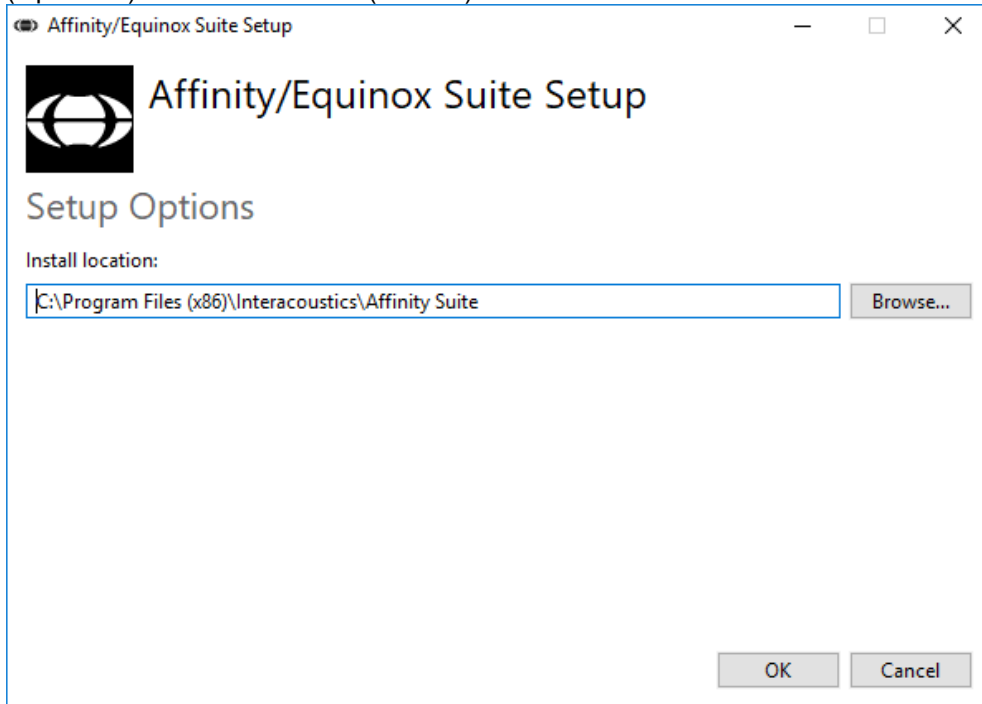 Affinity/Equinox Suite Setup
Affinity/Equinox Suite Setup
Setup Options
Install location:
C:\Program Files (x86)\Interacoustics\Affinity Suite
Browse...
OK
Cancel